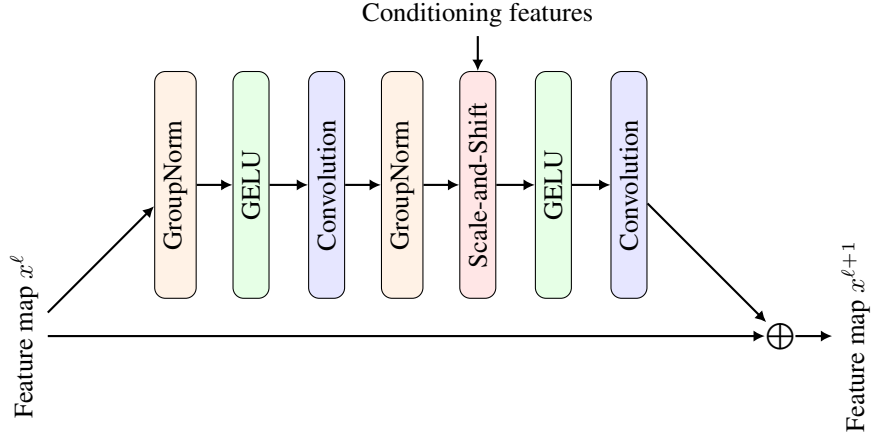 Conditioning features
GroupNorm
GELU
Convolution
GroupNorm
Scale-and-Shift
GELU
Convolution
Feature map x^ℓ
Feature map x^{ℓ+1}